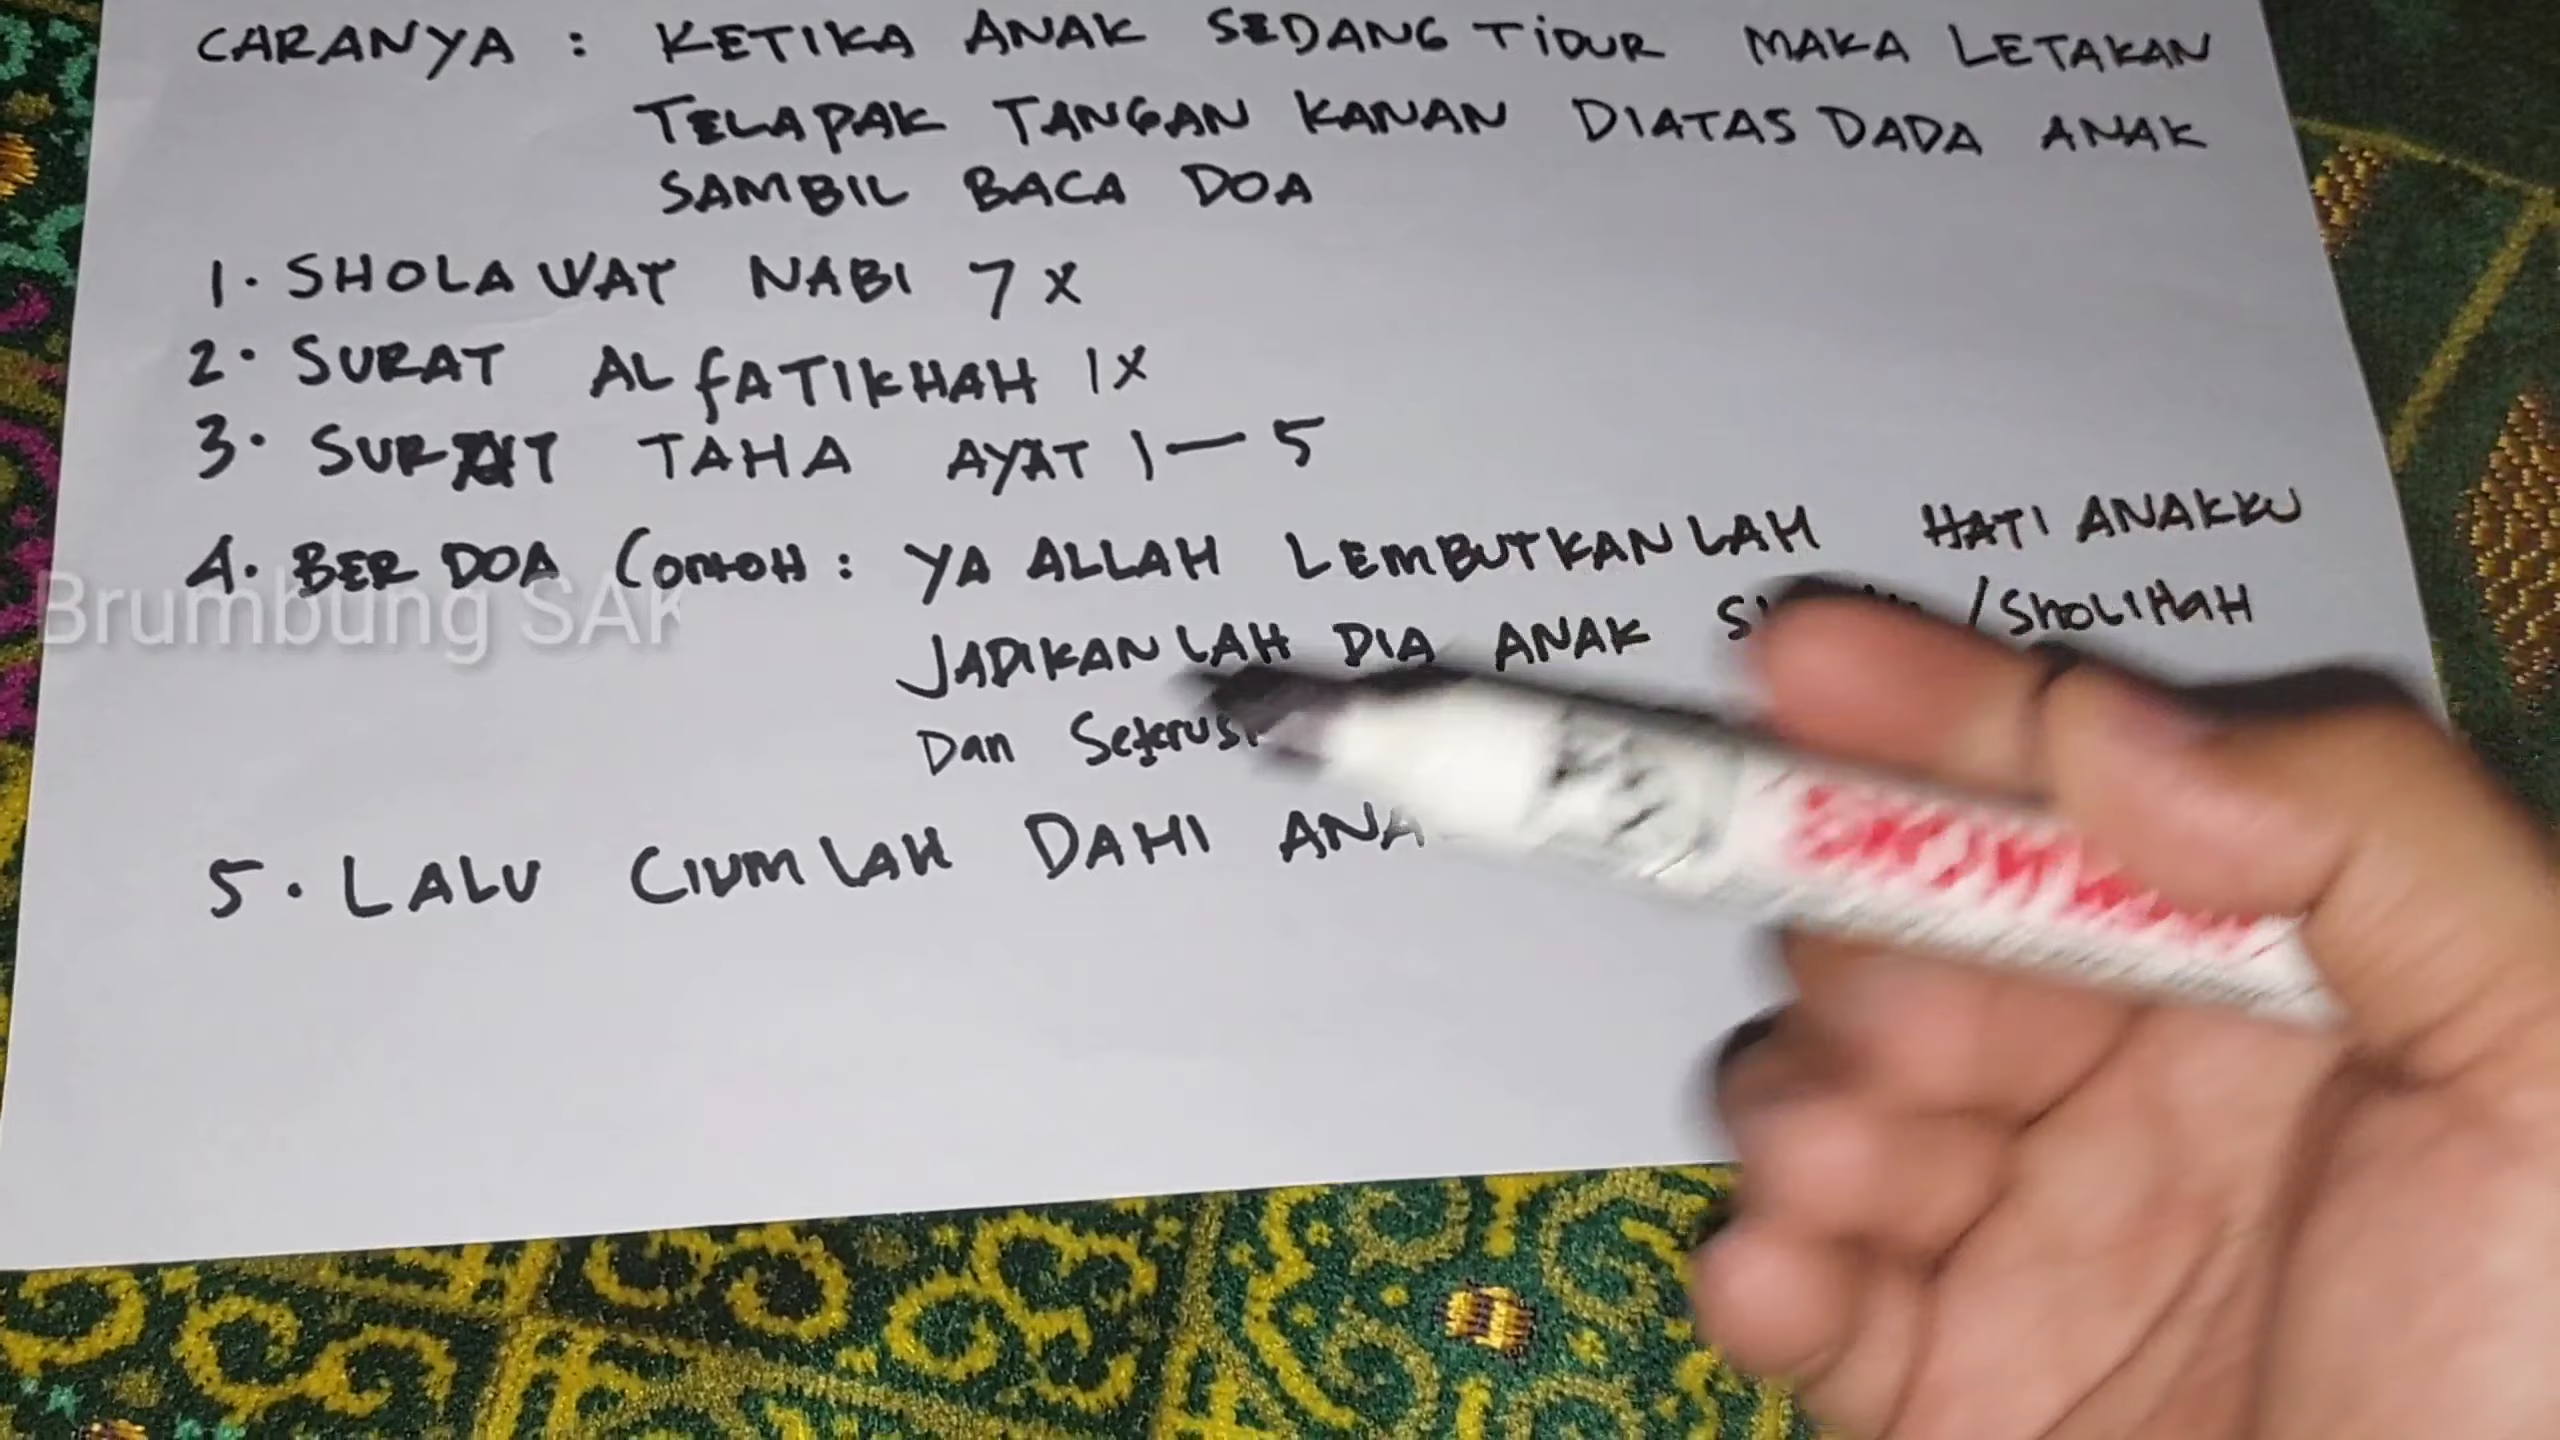 CARANYA : KETIKA ANAK SEDANG TIDUR MAKA LETAKAN
TELAPAK TANGAN KANAN DIATAS DADA ANAK
SAMBIL BACA DOA
1. SHOLAWAT NABI 7 X
2. SURAT AL FATIKHAH 1X
3. SURAT TAHA AYAT 1 — 5
4. BER DOA CONTOH : YA ALLAH LEMBUTKANLAH HATI ANAKKU
JADIKANLAH DIA ANAK /SHOLIHAH
Dan
5. LALU CIUMLAH DAHI
Brumbung SAK